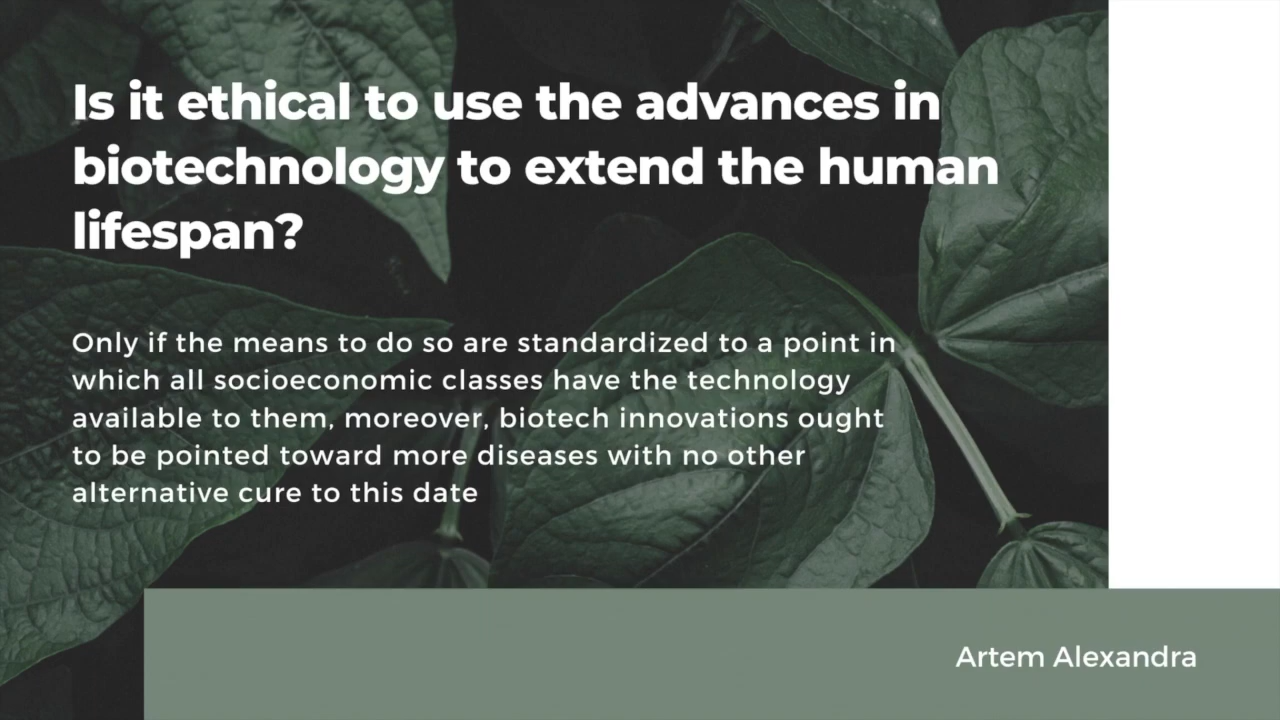 Is it ethical to use the advances in
biotechnology to extend the human
lifespan?
Only if the means to do so are standardized to a point in
which all socioeconomic classes have the technology
available to them, moreover, biotech innovations ought
to be pointed toward more diseases with no other
alternative cure to this date
Artem Alexandra